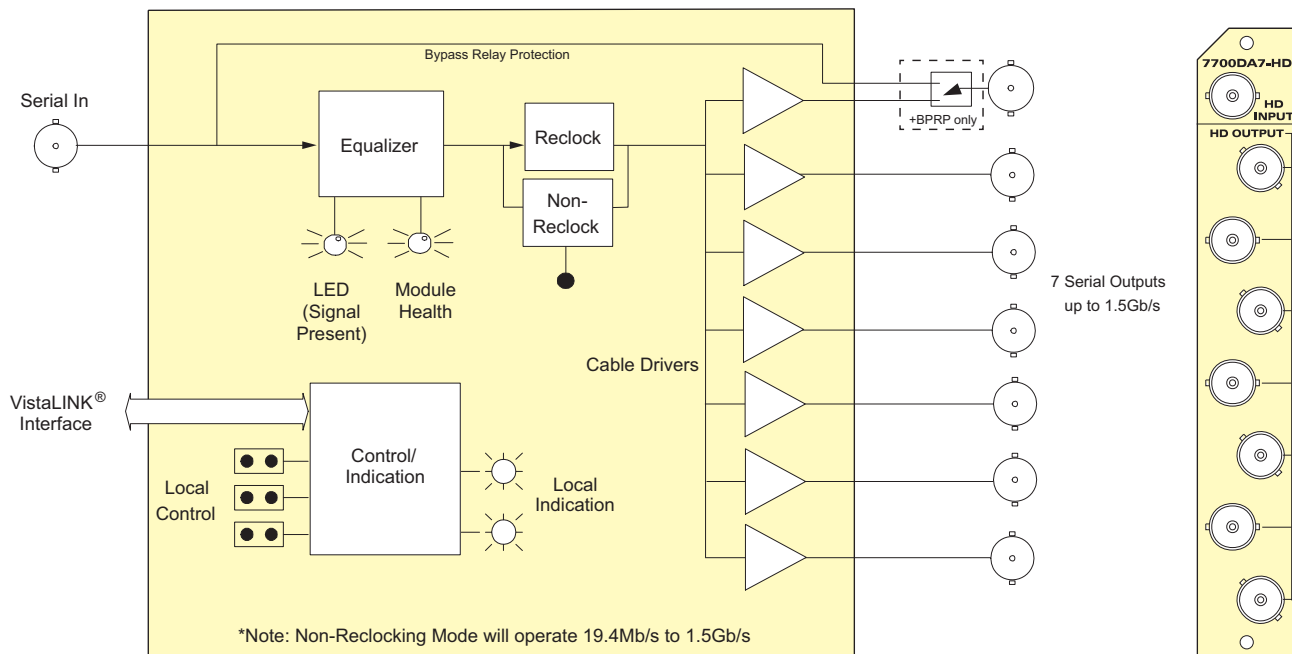 Bypass Relay Protection
Serial In
Equalizer
Reclock
Non-
Reclock
+BPRP only
LED
(Signal
Present)
Module
Health
7 Serial Outputs
up to 1.5Gb/s
Cable Drivers
VistaLINK®
Interface
Control/
Indication
Local
Control
Local
Indication
*Note: Non-Reclocking Mode will operate 19.4Mb/s to 1.5Gb/s
7700DA7-HD
HD
INPUT
HD OUTPUT